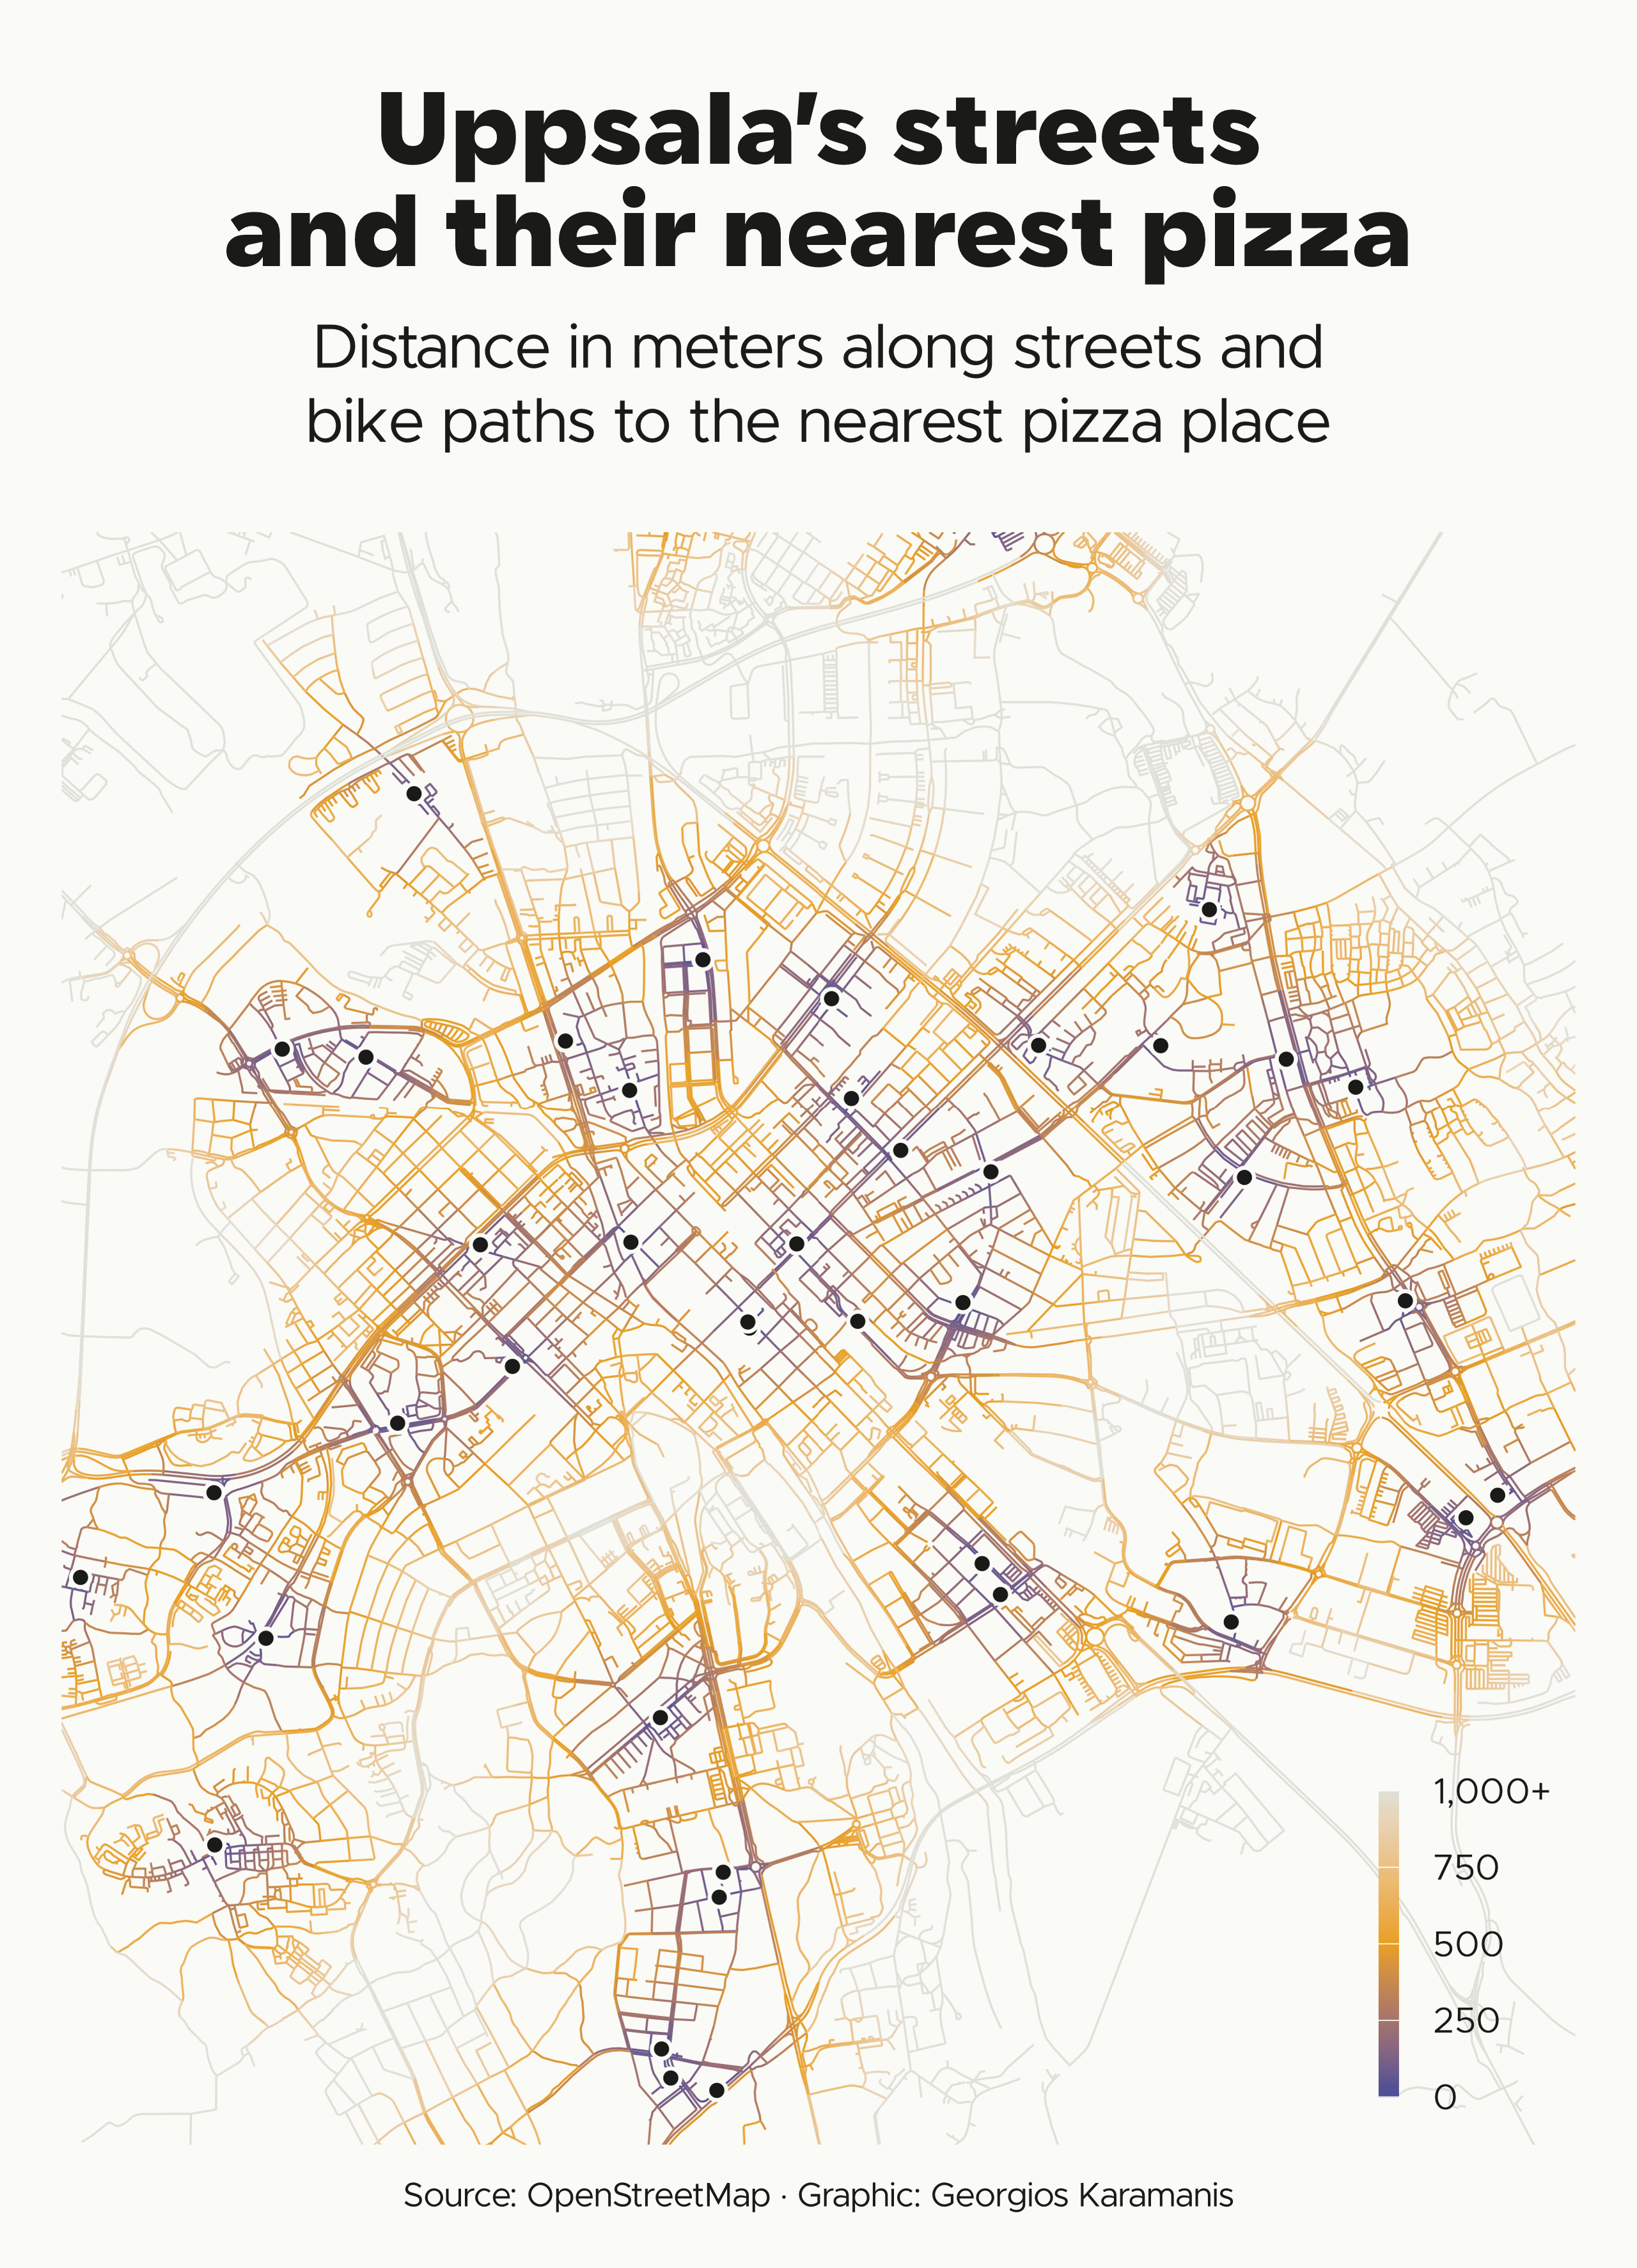 Uppsala’s streets
and their nearest pizza
Distance in meters along streets and
bike paths to the nearest pizza place
1,000+
750
500
250
0
Source: OpenStreetMap · Graphic: Georgios Karamanis